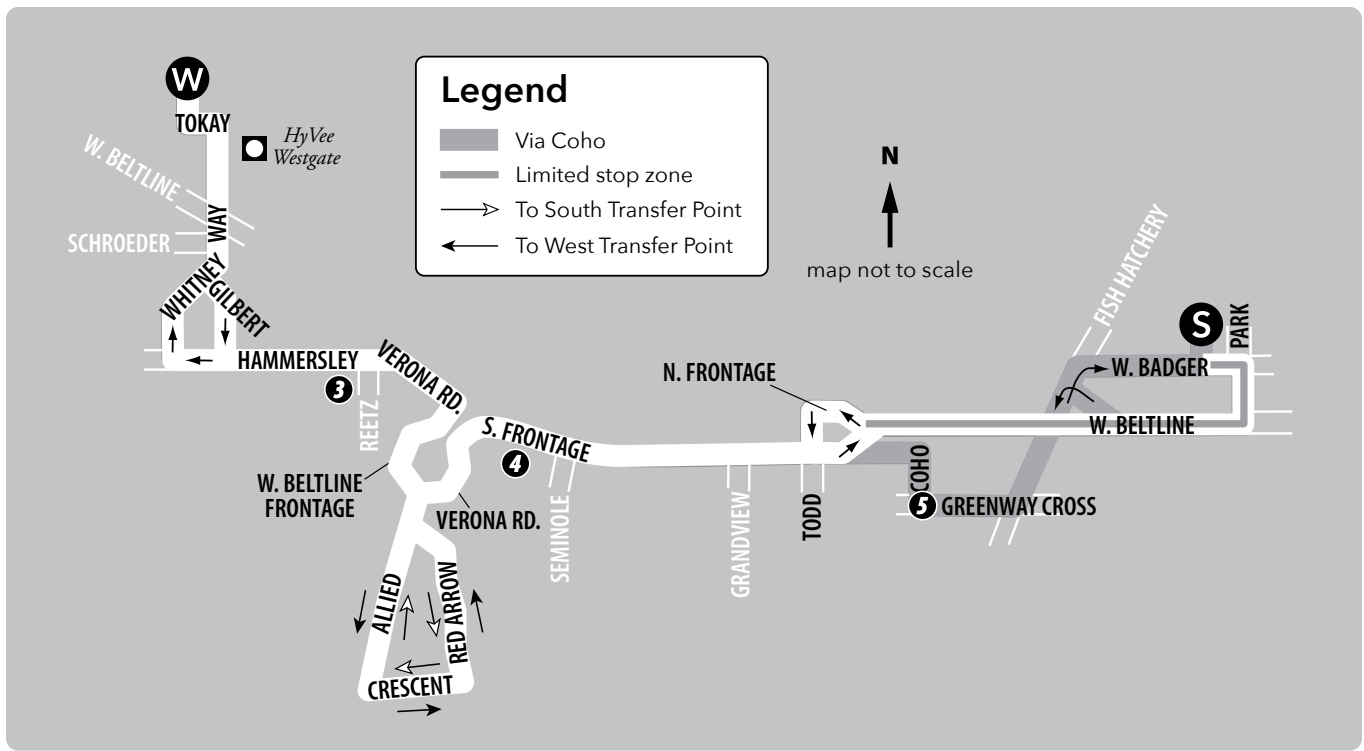 W
TOKAY
HyVee
Westgate
W. BELTLINE
WAY
SCHROEDER
WHITNEY
GILBERT
HAMMERSLEY
3
REETZ
VERONA RD.
Legend
Via Coho
Limited stop zone
To South Transfer Point
To West Transfer Point
N
map not to scale
FISH HATCHERY
S
PARK
W. BADGER
W. BELTLINE
N. FRONTAGE
S. FRONTAGE
4
W. BELTLINE
FRONTAGE
VERONA RD.
SEMINOLE
GRANDVIEW
TODD
COHO
5
GREENWAY CROSS
ALLIED
RED ARROW
CRESCENT